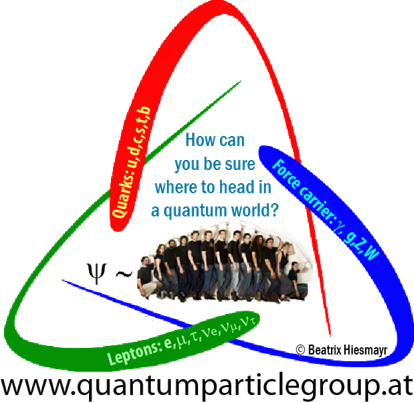 Quarks: u,d,c,s,t,b
How can
you be sure
where to head in
a quantum world?
Force carrier: γ, g,Z,W
ψ ~
Leptons: e,μ,τ,νe,νμ,ντ
© Beatrix Hiesmayr
www.quantumparticlegroup.at